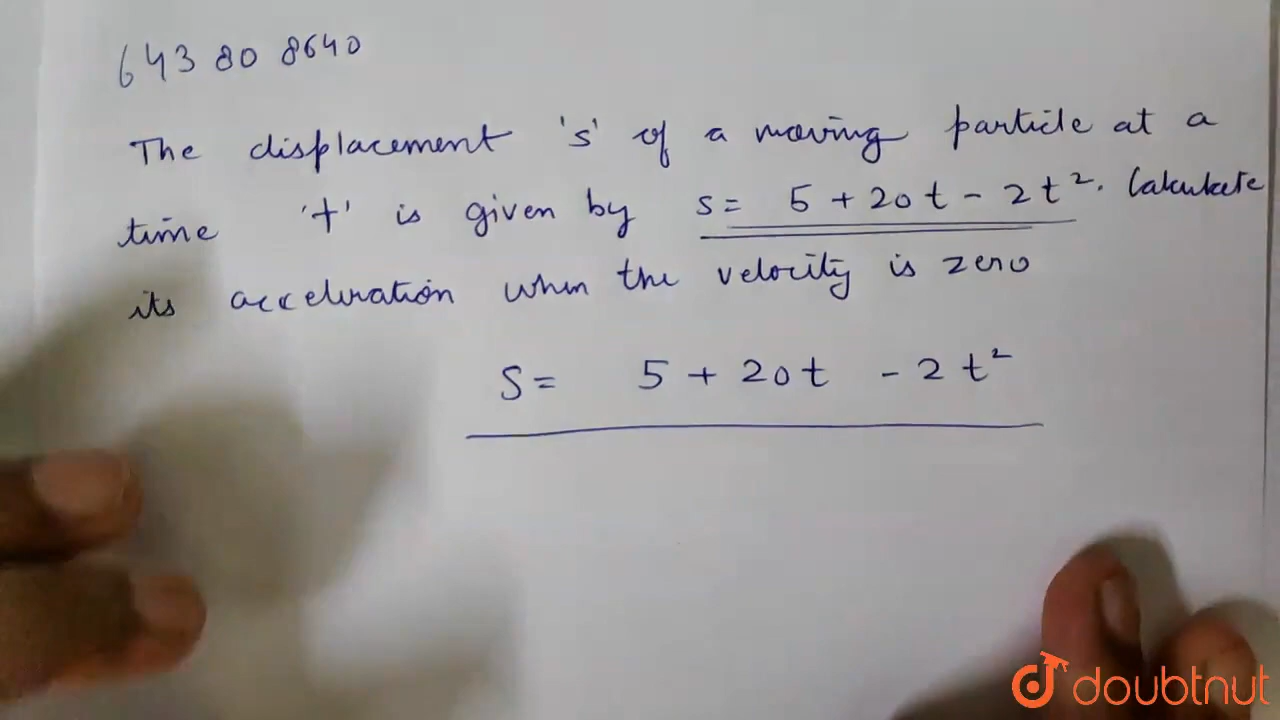 643 80 8640
The displacement 's' of a moving particle at a
time 't' is given by s= 5 + 20t - 2t². Calculate
its acceleration when the velocity is zero
S= 5 + 20t - 2t²
doubtnut